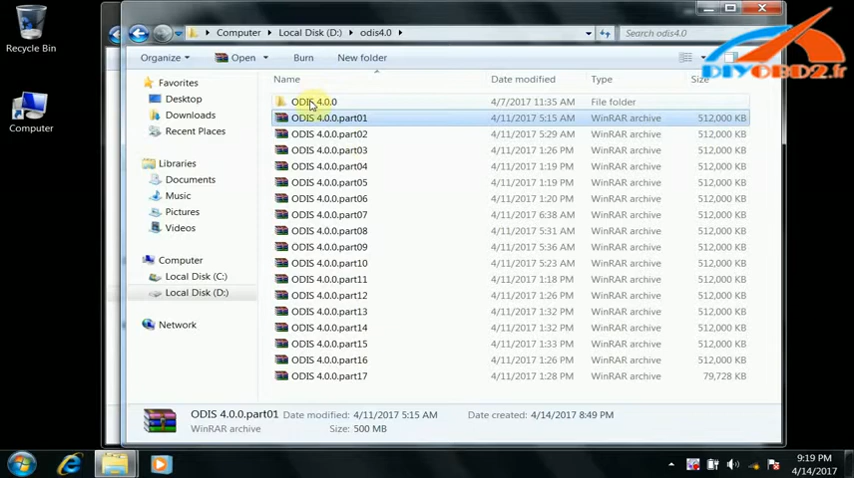 Recycle Bin
Computer
Computer Local Disk (D:) odis4.0
Search odis4.0
Organize Open Burn New folder
DIYOBD2.fr
Name Date modified Type Size
Favorites
Desktop
Downloads
Recent Places
Libraries
Documents
Music
Pictures
Videos
Computer
Local Disk (C:)
Local Disk (D:)
Network
ODIS 4.0.0 4/7/2017 11:35 AM File folder
ODIS 4.0.0.part01 4/11/2017 5:15 AM WinRAR archive 512,000 KB
ODIS 4.0.0.part02 4/11/2017 5:29 AM WinRAR archive 512,000 KB
ODIS 4.0.0.part03 4/11/2017 1:26 PM WinRAR archive 512,000 KB
ODIS 4.0.0.part04 4/11/2017 1:19 PM WinRAR archive 512,000 KB
ODIS 4.0.0.part05 4/11/2017 1:19 PM WinRAR archive 512,000 KB
ODIS 4.0.0.part06 4/11/2017 1:20 PM WinRAR archive 512,000 KB
ODIS 4.0.0.part07 4/11/2017 6:38 AM WinRAR archive 512,000 KB
ODIS 4.0.0.part08 4/11/2017 5:31 AM WinRAR archive 512,000 KB
ODIS 4.0.0.part09 4/11/2017 5:36 AM WinRAR archive 512,000 KB
ODIS 4.0.0.part10 4/11/2017 5:23 AM WinRAR archive 512,000 KB
ODIS 4.0.0.part11 4/11/2017 1:18 PM WinRAR archive 512,000 KB
ODIS 4.0.0.part12 4/11/2017 1:26 PM WinRAR archive 512,000 KB
ODIS 4.0.0.part13 4/11/2017 1:32 PM WinRAR archive 512,000 KB
ODIS 4.0.0.part14 4/11/2017 1:32 PM WinRAR archive 512,000 KB
ODIS 4.0.0.part15 4/11/2017 1:33 PM WinRAR archive 512,000 KB
ODIS 4.0.0.part16 4/11/2017 1:26 PM WinRAR archive 512,000 KB
ODIS 4.0.0.part17 4/11/2017 1:28 PM WinRAR archive 79,728 KB
ODIS 4.0.0.part01 Date modified: 4/11/2017 5:15 AM Date created: 4/14/2017 8:49 PM
WinRAR archive Size: 500 MB
9:19 PM
4/14/2017